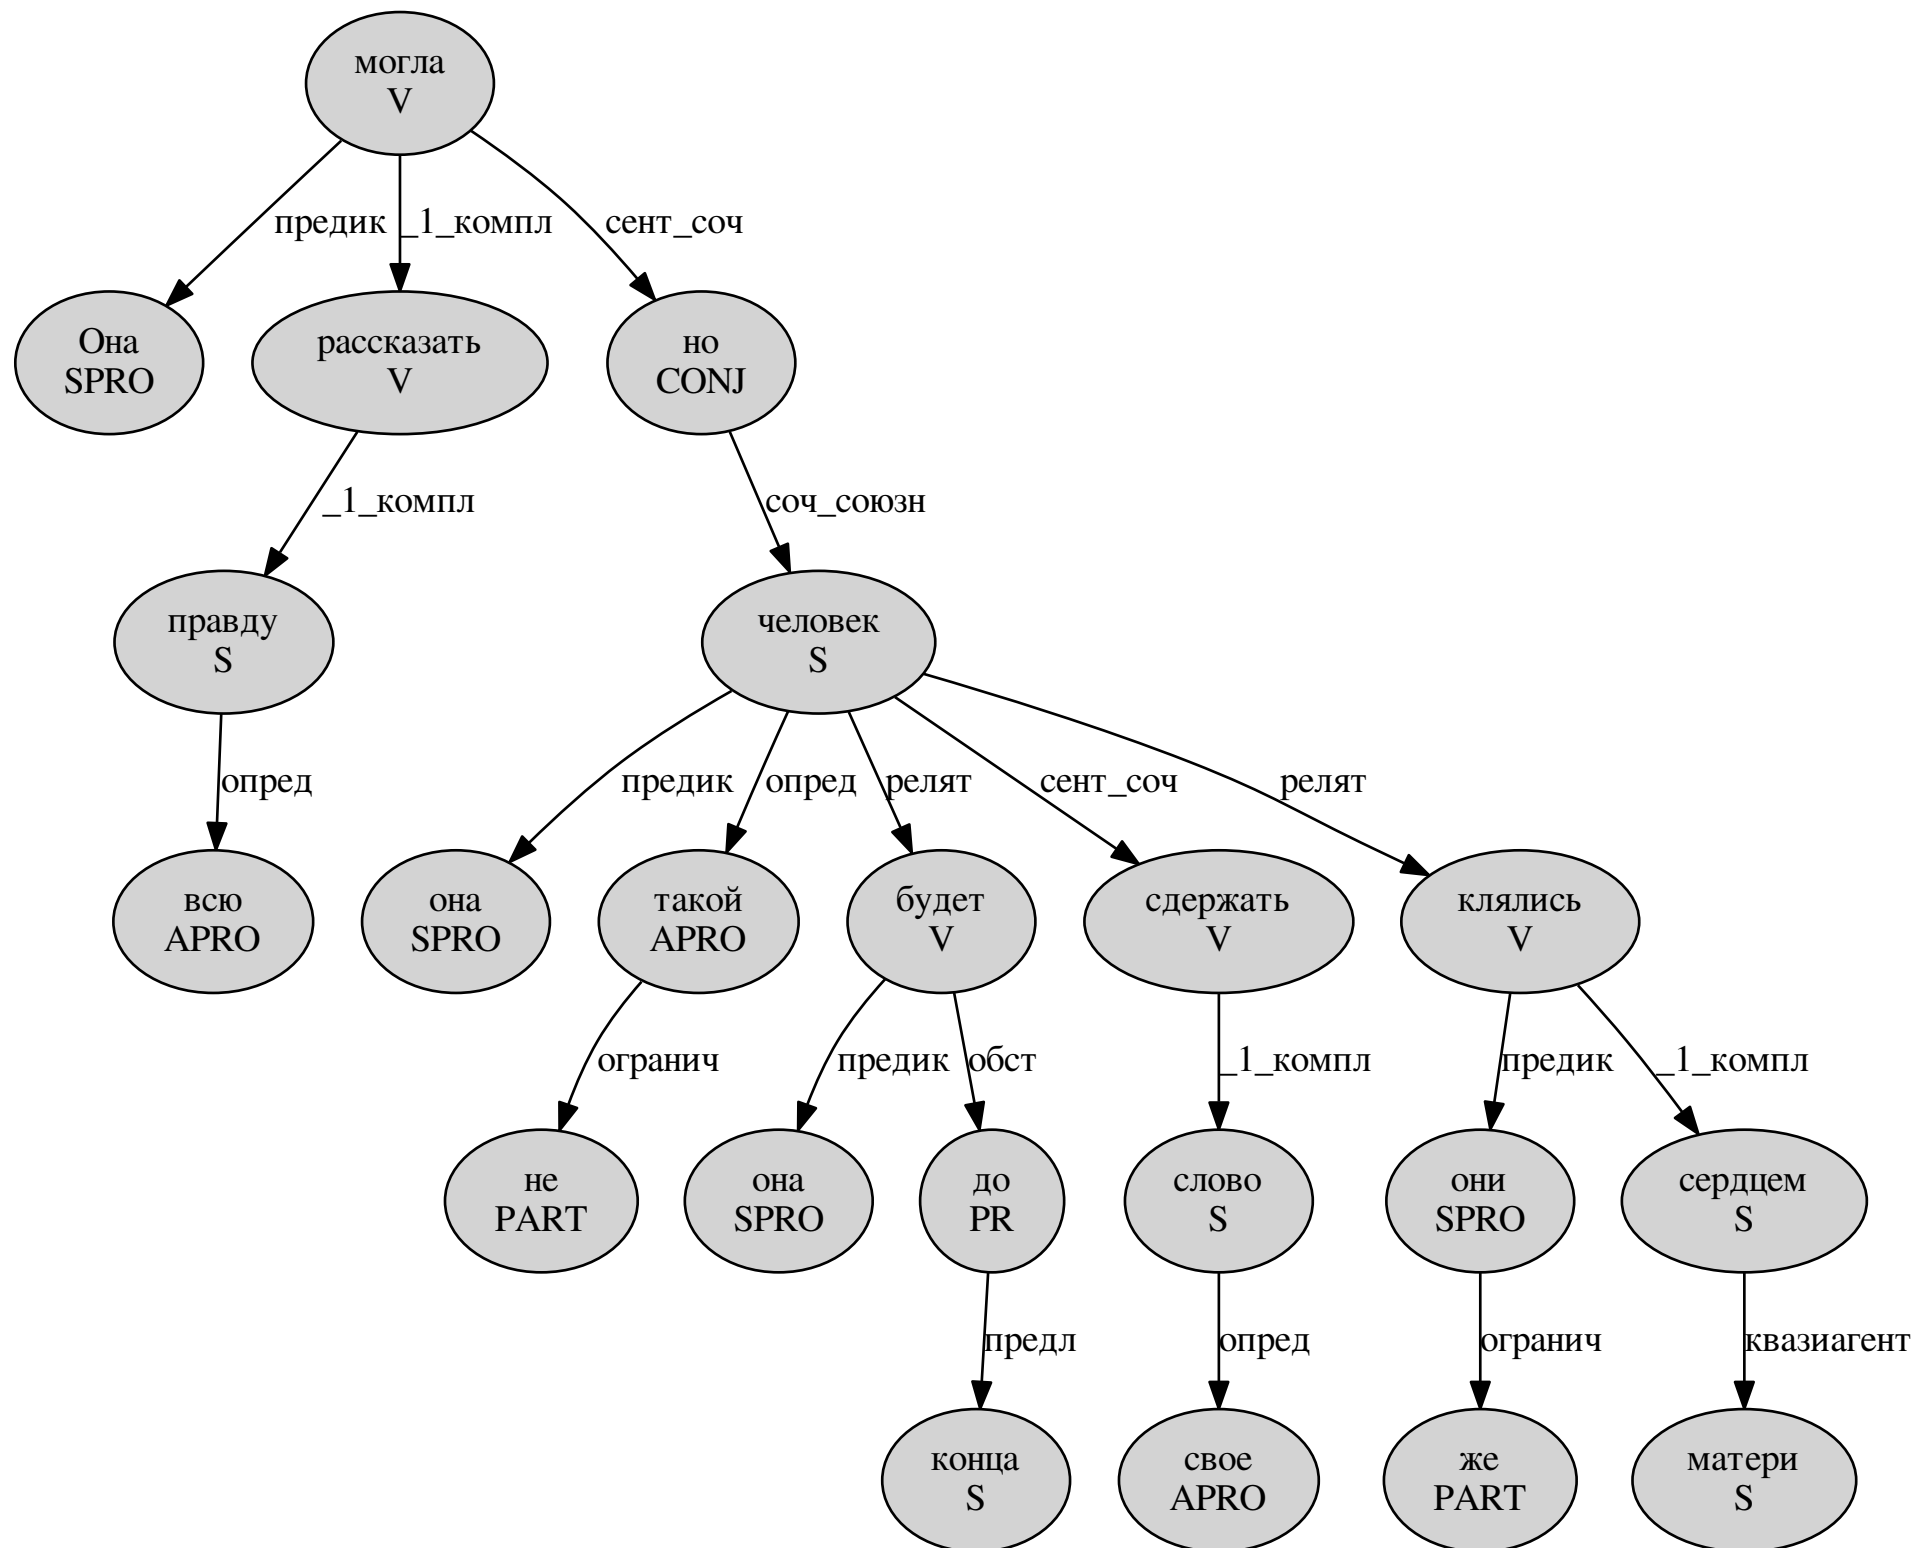 могла
V
предик
_1_компл
сент_соч
Она
SPRO
рассказать
V
но
CONJ
_1_компл
соч_союзн
правду
S
человек
S
опред
предик
опред
релят
сент_соч
релят
всю
APRO
она
SPRO
такой
APRO
будет
V
сдержать
V
клялись
V
огранич
предик
обст
_1_компл
предик
_1_компл
не
PART
она
SPRO
до
PR
слово
S
они
SPRO
сердцем
S
предл
опред
огранич
квазиагент
конца
S
свое
APRO
же
PART
матери
S